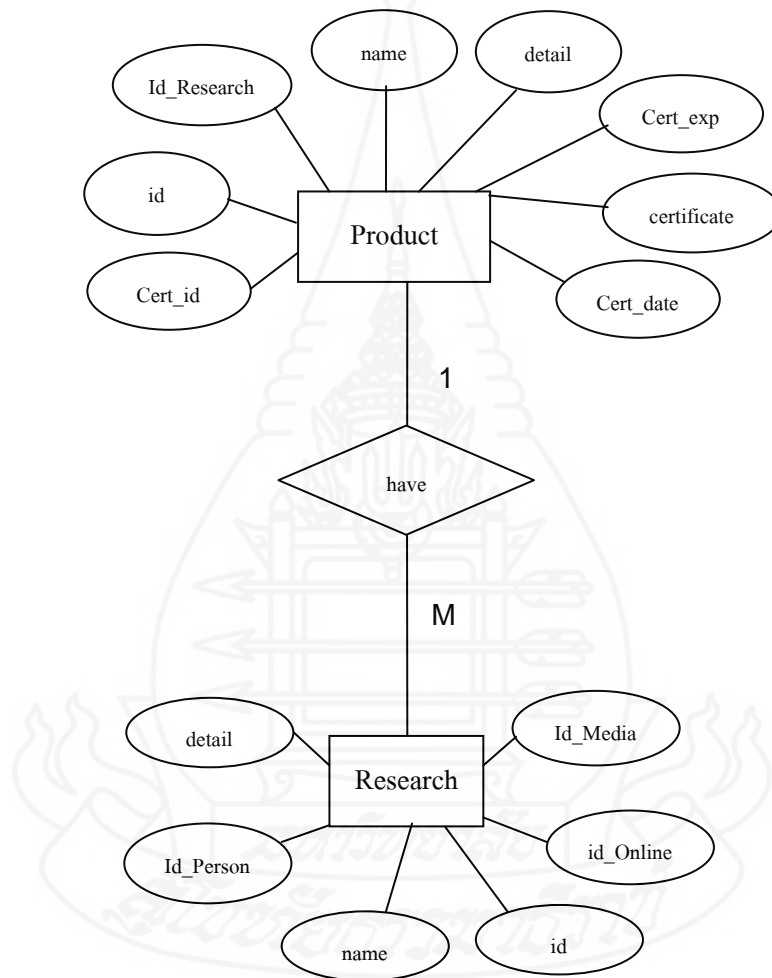 name
detail
Id_Research
Cert_exp
id
certificate
Product
Cert_id
Cert_date
1
have
M
detail
Id_Media
Research
Id_Person
id_Online
name
id